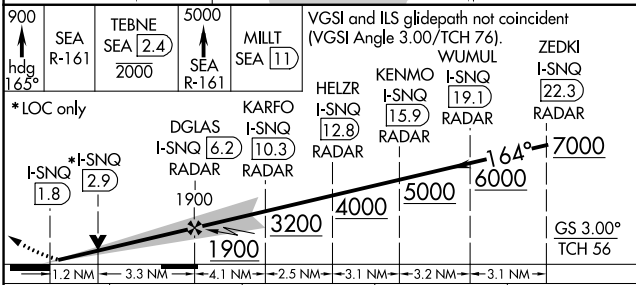 900
hdg
165°
SEA
R-161
TEBNE
SEA 2.4
2000
5000
SEA
R-161
MILLT
SEA 11
VGSI and ILS glidepath not coincident
(VGSI Angle 3.00/TCH 76).
*LOC only
I-SNQ
1.8
*I-SNQ
2.9
DGLAS
I-SNQ 6.2
RADAR
1900
KARFO
I-SNQ
10.3
RADAR
HELZR
I-SNQ
12.8
RADAR
KENMO
I-SNQ
15.9
RADAR
WUMUL
I-SNQ
19.1
RADAR
ZEDKI
I-SNQ
22.3
RADAR
164°
7000
6000
5000
4000
3200
1900
GS 3.00°
TCH 56
1.2 NM
3.3 NM
4.1 NM
2.5 NM
3.1 NM
3.2 NM
3.1 NM